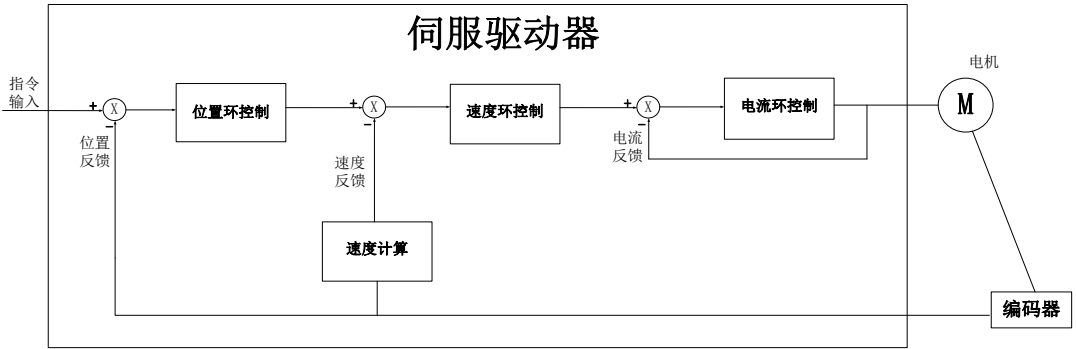 伺服驱动器
指令
输入
+
X
-
位置
反馈
位置环控制
+
X
-
速度
反馈
速度计算
速度环控制
+
X
-
电流
反馈
电流环控制
电机
M
编码器